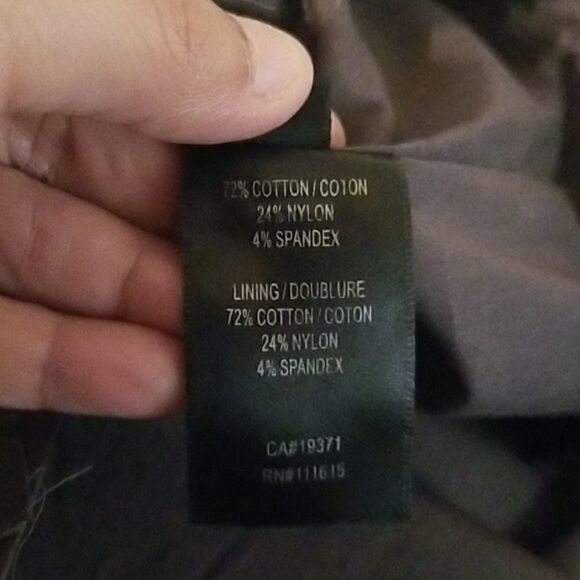 72% COTTON / COTON
24% NYLON
4% SPANDEX
LINING / DOUBLURE
72% COTTON / COTON
24% NYLON
4% SPANDEX
CA#19371
RN#111615